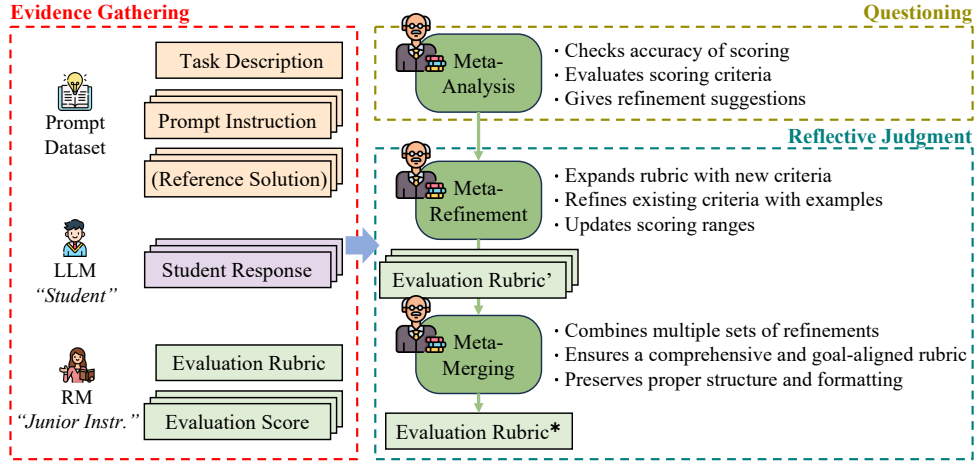 Evidence Gathering
Prompt
Dataset
Task Description
Prompt Instruction
(Reference Solution)
LLM
“Student”
Student Response
RM
“Junior Instr.”
Evaluation Rubric
Evaluation Score
Questioning
Meta-
Analysis
· Checks accuracy of scoring
· Evaluates scoring criteria
· Gives refinement suggestions
Reflective Judgment
Meta-
Refinement
· Expands rubric with new criteria
· Refines existing criteria with examples
· Updates scoring ranges
Evaluation Rubric’
Meta-
Merging
· Combines multiple sets of refinements
· Ensures a comprehensive and goal-aligned rubric
· Preserves proper structure and formatting
Evaluation Rubric*